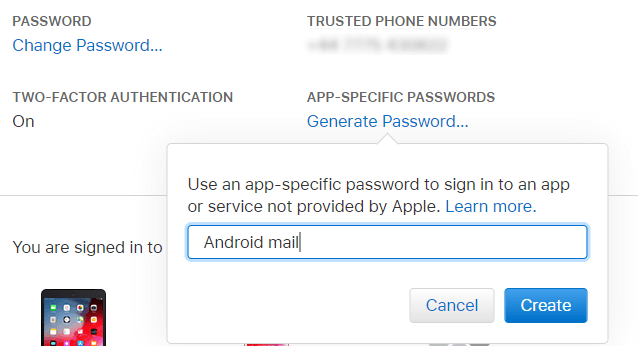 PASSWORD
TRUSTED PHONE NUMBERS
Change Password...
TWO-FACTOR AUTHENTICATION
APP-SPECIFIC PASSWORDS
On
Generate Password...
Use an app-specific password to sign in to an app
or service not provided by Apple. Learn more.
You are signed in to
Android mail
Cancel
Create